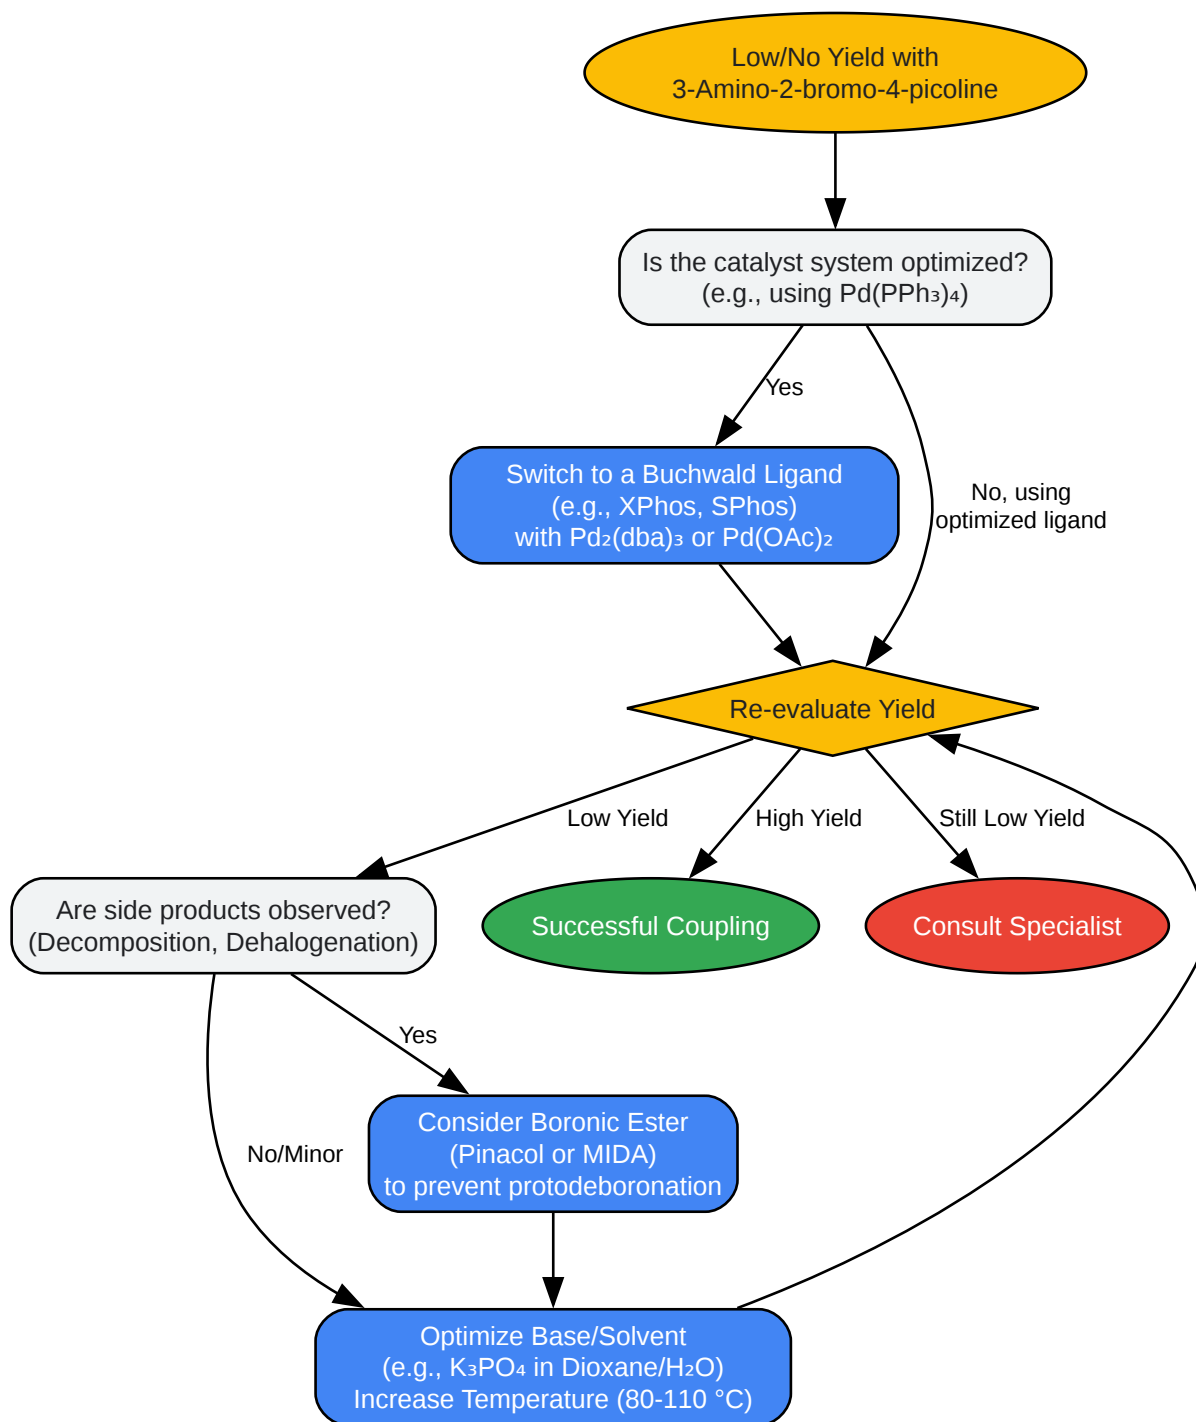 Low/No Yield with
3-Amino-2-bromo-4-picoline
Is the catalyst system optimized?
(e.g., using Pd(PPh₃)₄)
Yes
Switch to a Buchwald Ligand
(e.g., XPhos, SPhos)
with Pd₂(dba)₃ or Pd(OAc)₂
No, using
optimized ligand
Re-evaluate Yield
Low Yield
High Yield
Still Low Yield
Are side products observed?
(Decomposition, Dehalogenation)
Successful Coupling
Consult Specialist
Yes
Consider Boronic Ester
(Pinacol or MIDA)
to prevent protodeboronation
No/Minor
Optimize Base/Solvent
(e.g., K₃PO₄ in Dioxane/H₂O)
Increase Temperature (80-110 °C)